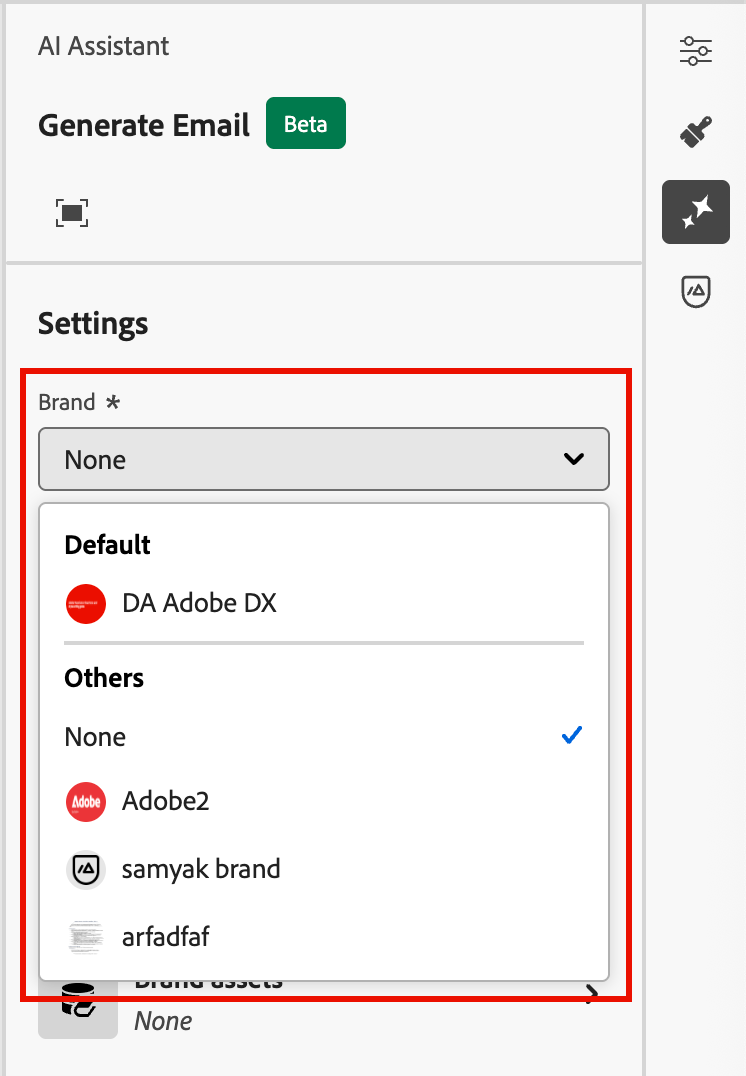 AI Assistant
Generate Email Beta
Settings
Brand *
None
Default
DA Adobe DX
Others
None
Adobe
Adobe2
samyak brand
arfadfaf
Brand assets
None